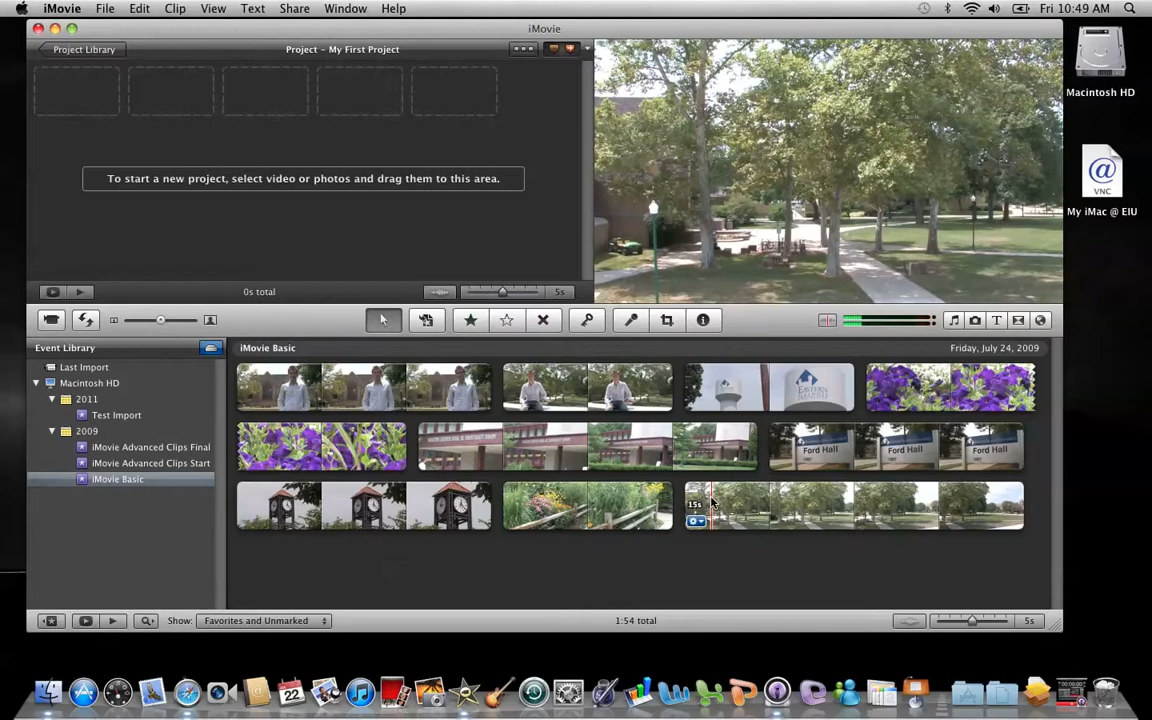 iMovie File Edit Clip View Text Share Window Help
Fri 10:49 AM
iMovie
Project Library
Project – My First Project
Macintosh HD
To start a new project, select video or photos and drag them to this area.
VNC
My iMac @ EIU
0s total
5s
Event Library
iMovie Basic
Friday, July 24, 2009
Last Import
Macintosh HD
2011
Test Import
2009
iMovie Advanced Clips Final
iMovie Advanced Clips Start
iMovie Basic
EASTERN
Ford Hall
Ford Hall
Ford Hall
15s
Show: Favorites and Unmarked
1:54 total
5s
22